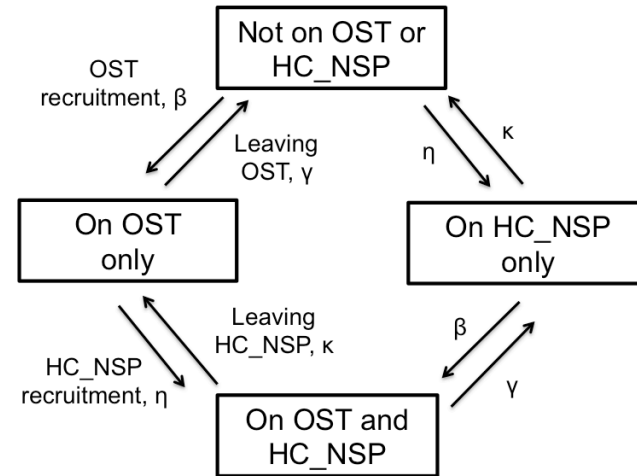 Not on OST or
HC_NSP
OST
recruitment, β
Leaving
OST, γ
η
κ
On OST
only
On HC_NSP
only
Leaving
HC_NSP, κ
HC_NSP
recruitment, η
β
γ
On OST and
HC_NSP